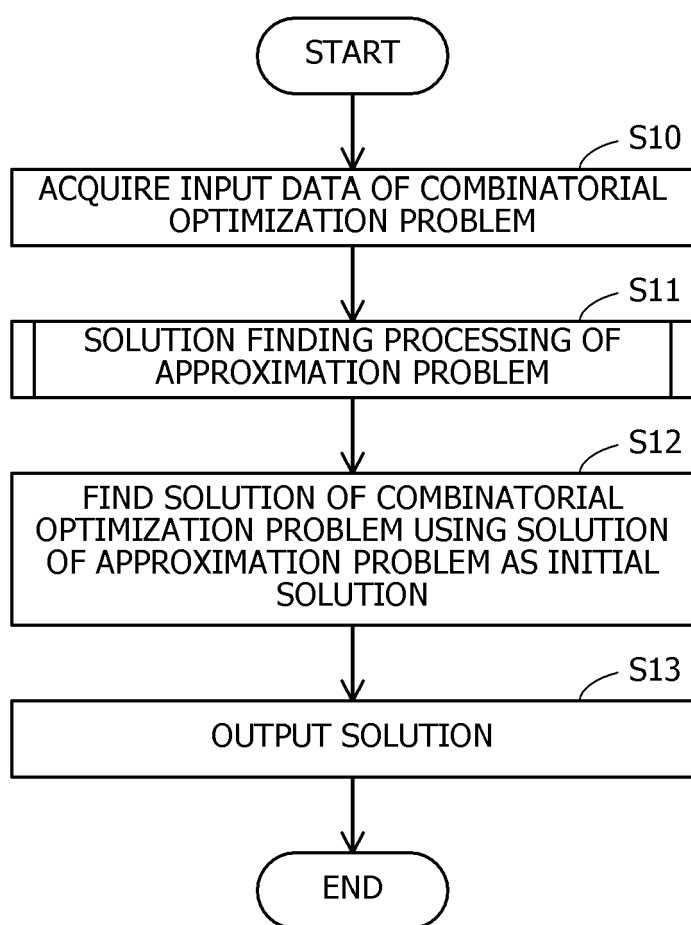 START
S10
ACQUIRE INPUT DATA OF COMBINATORIAL
OPTIMIZATION PROBLEM
S11
SOLUTION FINDING PROCESSING OF
APPROXIMATION PROBLEM
S12
FIND SOLUTION OF COMBINATORIAL
OPTIMIZATION PROBLEM USING SOLUTION
OF APPROXIMATION PROBLEM AS INITIAL
SOLUTION
S13
OUTPUT SOLUTION
END